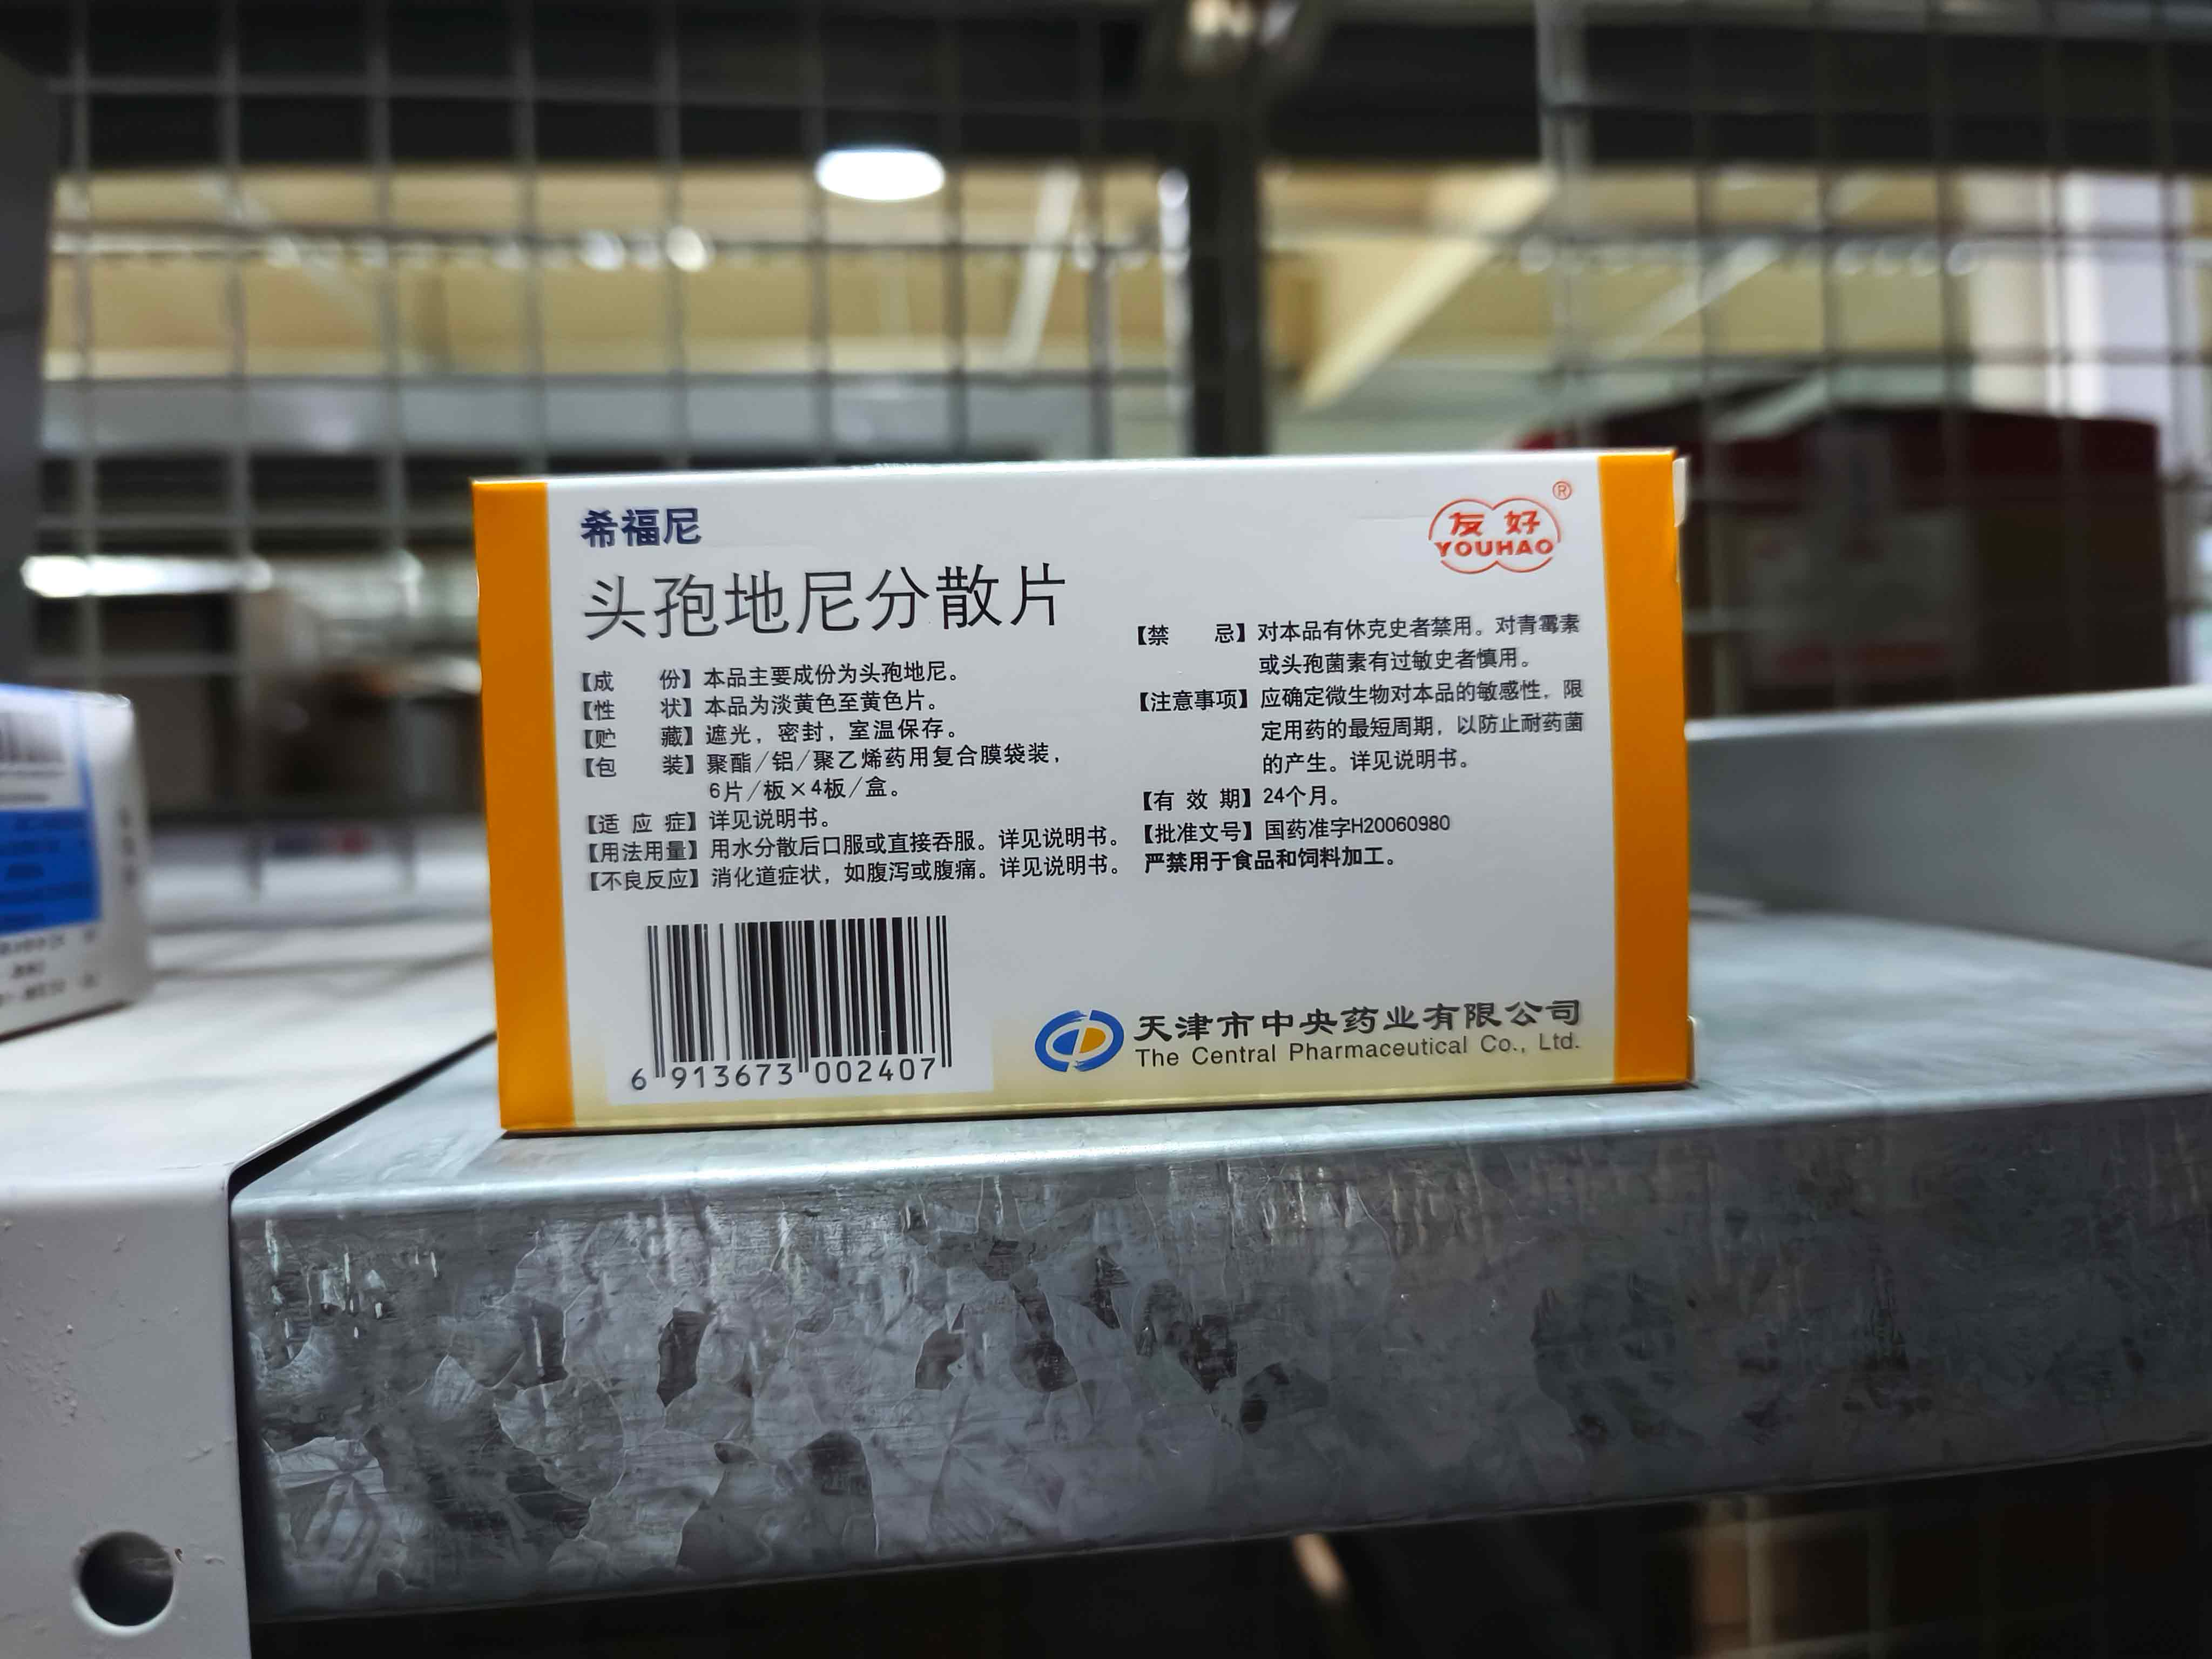 希福尼
友好®
YOUHAO
头孢地尼分散片
【成 份】本品主要成份为头孢地尼。
【性 状】本品为淡黄色至黄色片。
【贮 藏】遮光，密封，室温保存。
【包 装】聚酯/铝/聚乙烯药用复合膜袋装，
6片/板×4板/盒。
【适 应 症】详见说明书。
【用法用量】用水分散后口服或直接吞服。详见说明书。
【不良反应】消化道症状，如腹泻或腹痛。详见说明书。
【禁 忌】对本品有休克史者禁用。对青霉素
或头孢菌素有过敏史者慎用。
【注意事项】应确定微生物对本品的敏感性，限
定用药的最短周期，以防止耐药菌
的产生。详见说明书。
【有 效 期】24个月。
【批准文号】国药准字H20060980
严禁用于食品和饲料加工。
6 913673 002407
天津市中央药业有限公司
The Central Pharmaceutical Co., Ltd.